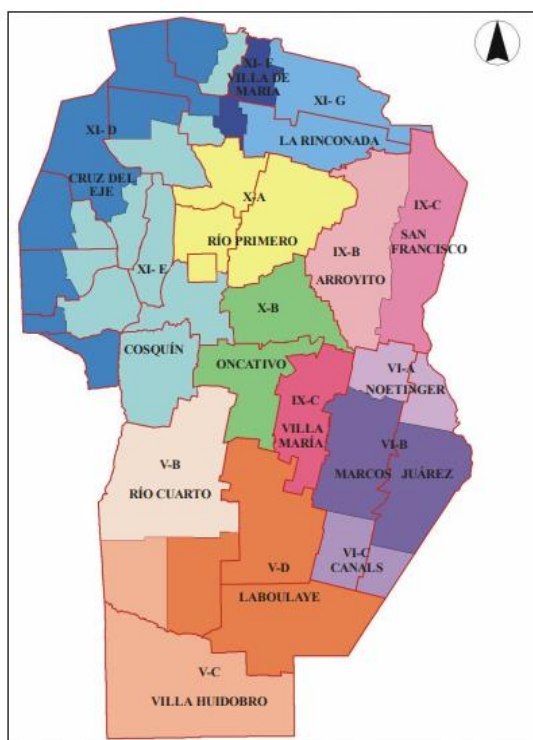 XI- F
VILLA DE
MARIA
XI- G
XI- D
LA RINCONADA
CRUZ DEL
EJE
X-A
IX-C
SAN
FRANCISCO
RÍO PRIMERO
IX-B
ARROYITO
XI- E
X-B
COSQUÍN
ONCATIVO
VI-A
NOETINGER
IX-C
VILLA
MARÍA
VI-B
MARCOS JUÁREZ
V-B
RÍO CUARTO
VI-C
CANALS
V-D
LABOULAYE
V-C
VILLA HUIDOBRO